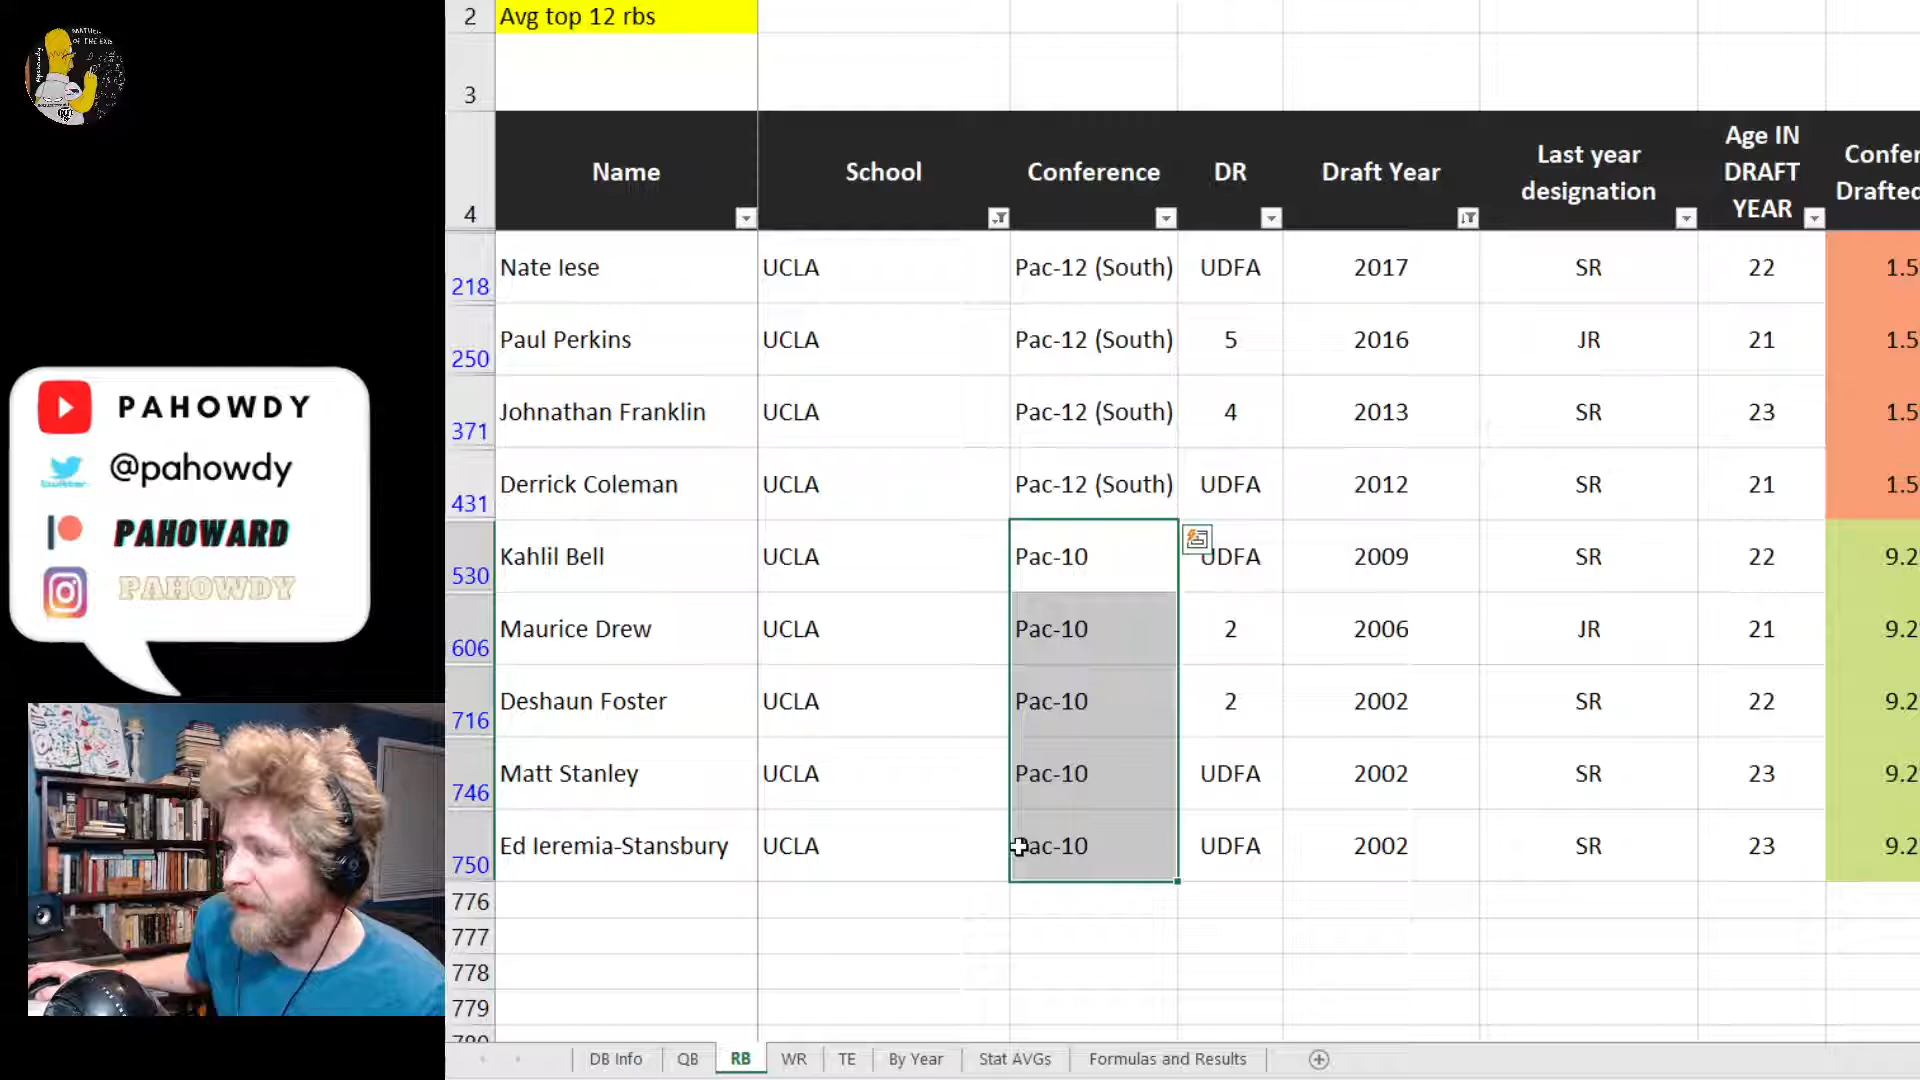 PAHOWDY
@pahowdy
PAHOWARD
PAHOWDY
2 Avg top 12 rbs
3
4 Name School Conference DR Draft Year Last year designation Age IN DRAFT YEAR
218 Nate Iese UCLA Pac-12 (South) UDFA 2017 SR 22 1.5
250 Paul Perkins UCLA Pac-12 (South) 5 2016 JR 21 1.5
371 Johnathan Franklin UCLA Pac-12 (South) 4 2013 SR 23 1.5
431 Derrick Coleman UCLA Pac-12 (South) UDFA 2012 SR 21 1.5
530 Kahlil Bell UCLA Pac-10 UDFA 2009 SR 22 9.2
606 Maurice Drew UCLA Pac-10 2 2006 JR 21 9.2
716 Deshaun Foster UCLA Pac-10 2 2002 SR 22 9.2
746 Matt Stanley UCLA Pac-10 UDFA 2002 SR 23 9.2
750 Ed Ieremia-Stansbury UCLA Pac-10 UDFA 2002 SR 23 9.2
776
777
778
779
DB Info QB RB WR TE By Year Stat AVGs Formulas and Results